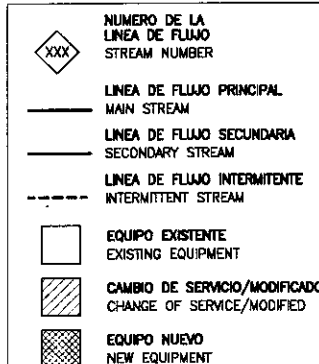 NUMERO DE LA
LINEA DE FLUJO
XXX
STREAM NUMBER
LINEA DE FLUJO PRINCIPAL
MAIN STREAM
LINEA DE FLUJO SECUNDARIA
SECONDARY STREAM
LINEA DE FLUJO INTERMITENTE
INTERMITTENT STREAM
EQUIPO EXISTENTE
EXISTING EQUIPMENT
CAMBIO DE SERVICIO/MODIFICADO
CHANGE OF SERVICE/MODIFIED
EQUIPO NUEVO
NEW EQUIPMENT